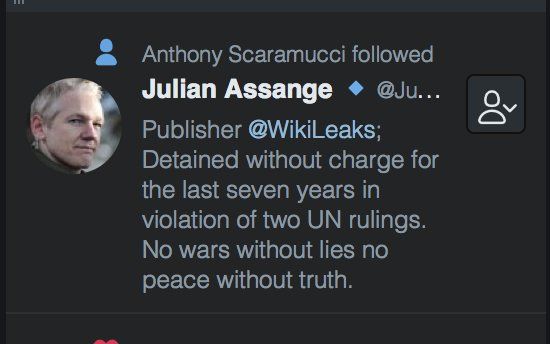 Anthony Scaramucci followed
Julian Assange @Ju...
Publisher @WikiLeaks;
Detained without charge for
the last seven years in
violation of two UN rulings.
No wars without lies no
peace without truth.